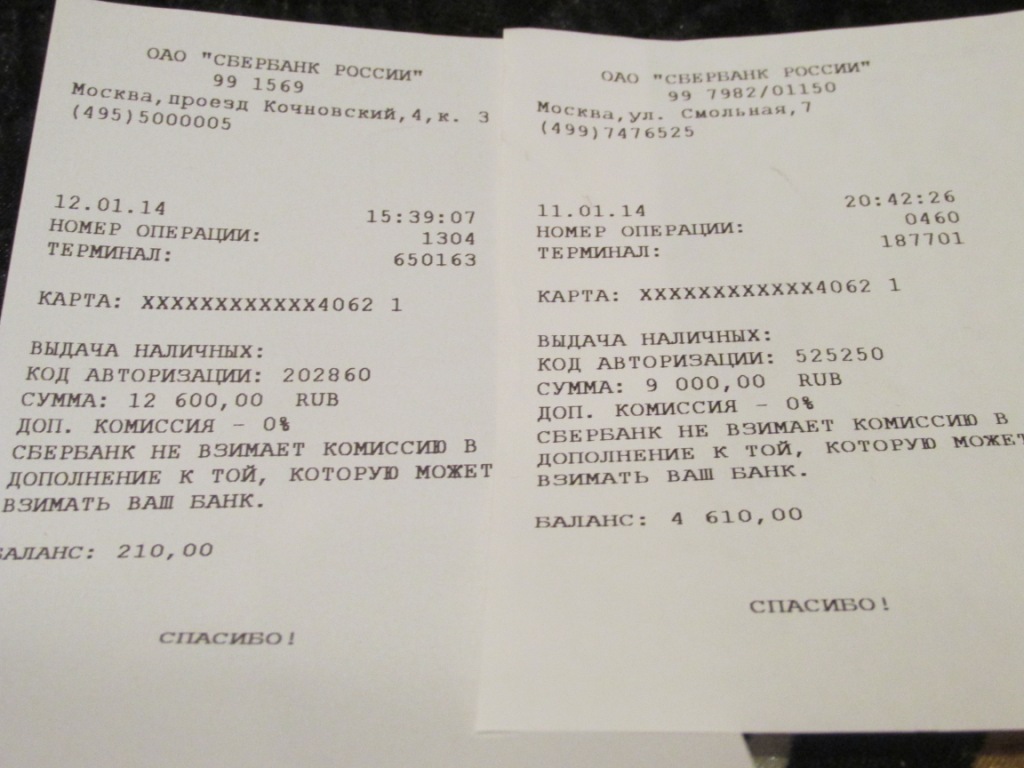 ОАО "СБЕРБАНК РОССИИ"
99 1569
Москва,проезд Кочновский,4,к. 3
(495)5000005
12.01.14 15:39:07
НОМЕР ОПЕРАЦИИ: 1304
ТЕРМИНАЛ: 650163
КАРТА: XXXXXXXXXXXX4062 1
ВЫДАЧА НАЛИЧНЫХ:
КОД АВТОРИЗАЦИИ: 202860
СУММА: 12 600,00 RUB
ДОП. КОМИССИЯ - 0%
СБЕРБАНК НЕ ВЗИМАЕТ КОМИССИЮ В
ДОПОЛНЕНИЕ К ТОЙ, КОТОРУЮ МОЖЕТ
ВЗИМАТЬ ВАШ БАНК.
БАЛАНС: 210,00
СПАСИБО!
ОАО "СБЕРБАНК РОССИИ"
99 7982/01150
Москва,ул. Смольная,7
(499)7476525
11.01.14 20:42:26
НОМЕР ОПЕРАЦИИ: 0460
ТЕРМИНАЛ: 187701
КАРТА: XXXXXXXXXXXX4062 1
ВЫДАЧА НАЛИЧНЫХ:
КОД АВТОРИЗАЦИИ: 525250
СУММА: 9 000,00 RUB
ДОП. КОМИССИЯ - 0%
СБЕРБАНК НЕ ВЗИМАЕТ КОМИССИЮ В
ДОПОЛНЕНИЕ К ТОЙ, КОТОРУЮ МОЖЕТ
ВЗИМАТЬ ВАШ БАНК.
БАЛАНС: 4 610,00
СПАСИБО!